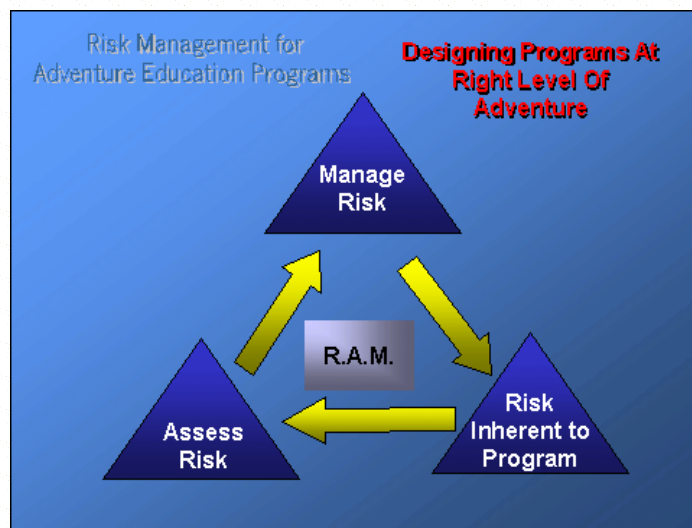 Risk Management for
Adventure Education Programs
Designing Programs At
Right Level Of
Adventure
Manage
Risk
R.A.M.
Assess
Risk
Risk
Inherent to
Program